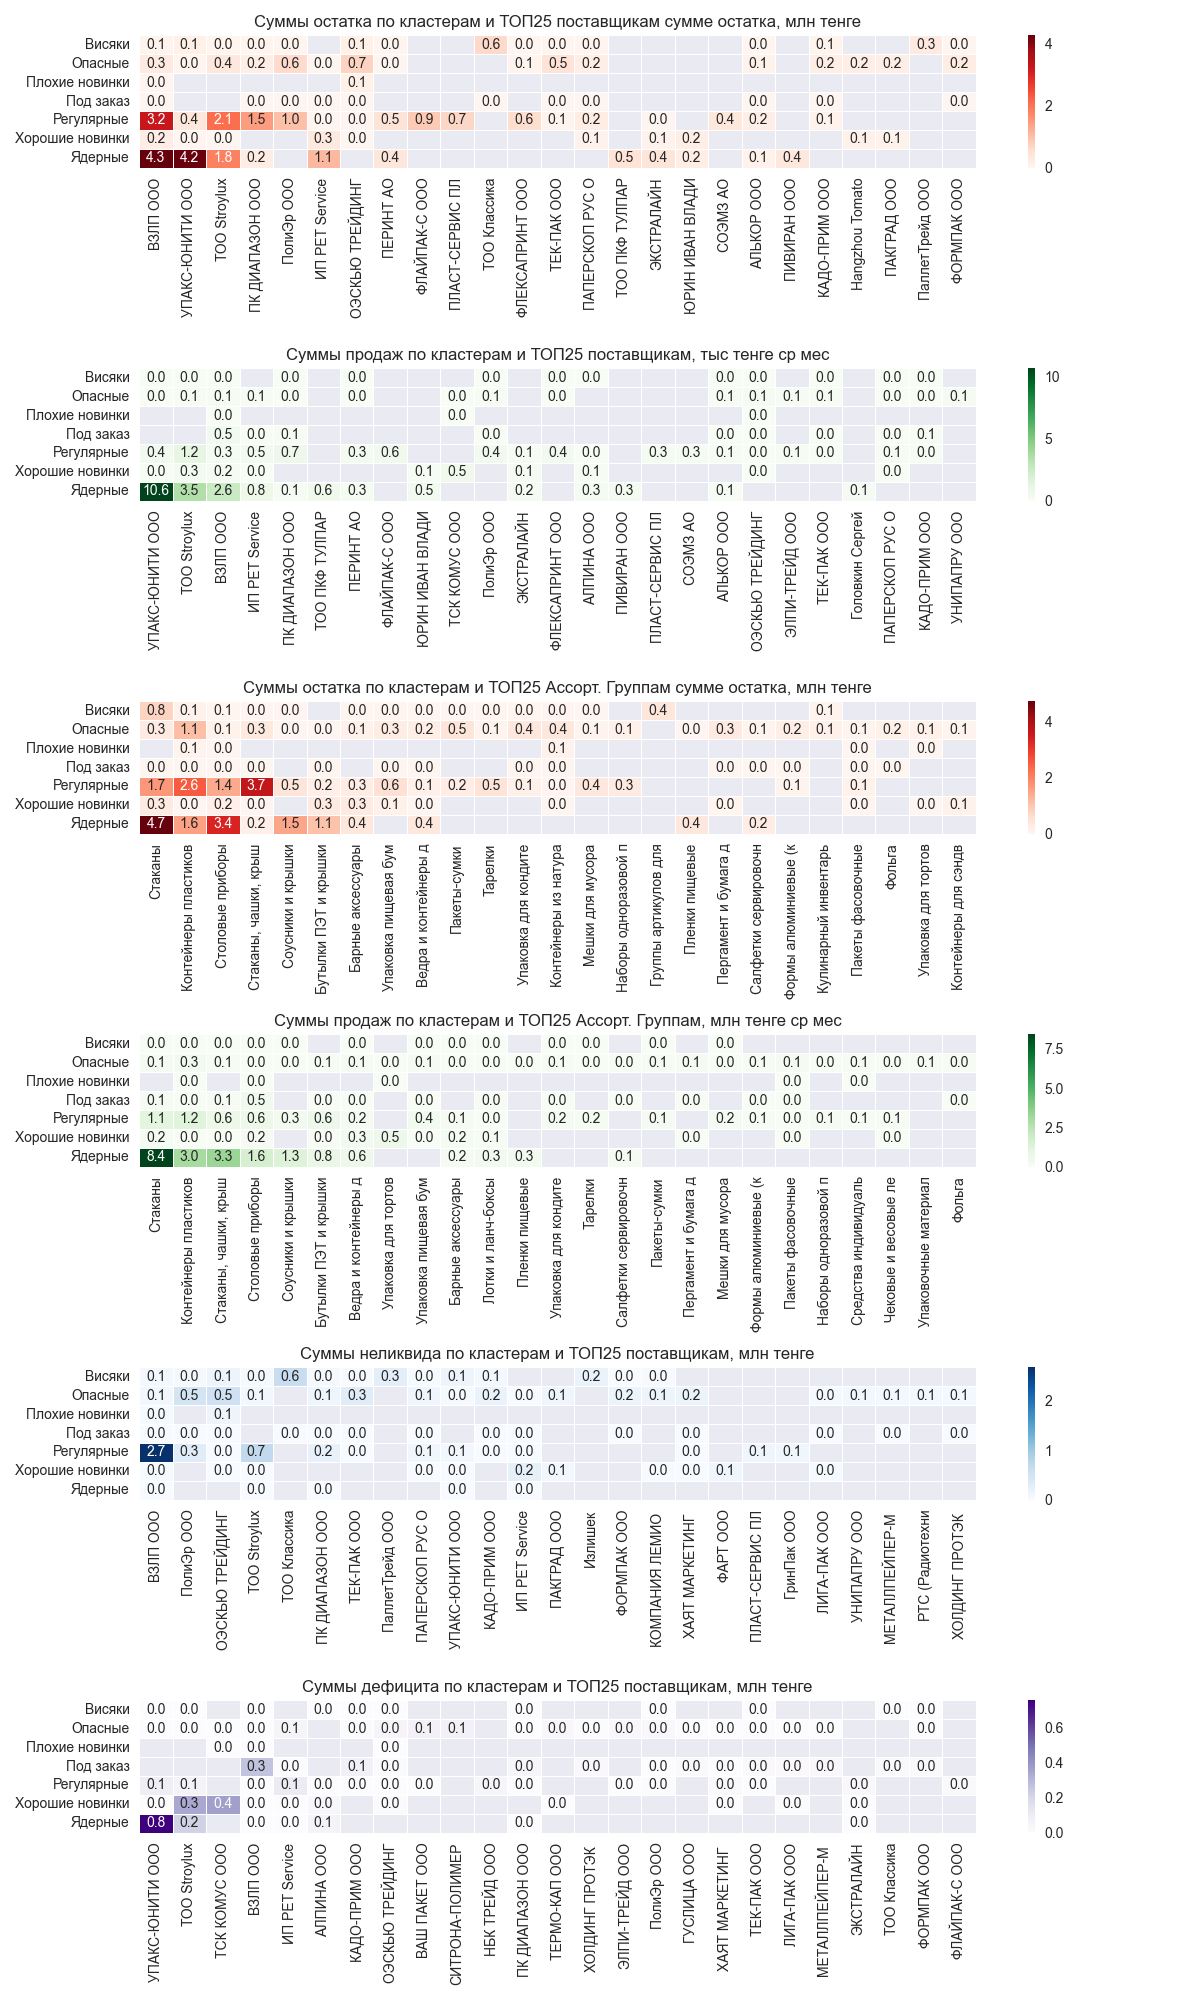 Суммы остатка по кластерам и ТОП25 поставщикам сумме остатка, млн тенге
Висяки 0.1 0.1 0.0 0.0 0.0 0.1 0.0 0.6 0.0 0.0 0.0 0.0 0.1 0.3 0.0
Опасные 0.3 0.0 0.4 0.2 0.6 0.0 0.7 0.0 0.1 0.5 0.2 0.1 0.2 0.2 0.2 0.2
Плохие новинки 0.0 0.1
Под заказ 0.0 0.0 0.0 0.0 0.0 0.0 0.0 0.0 0.0 0.0 0.0
Регулярные 3.2 0.4 2.1 1.5 1.0 0.0 0.0 0.5 0.9 0.7 0.6 0.1 0.2 0.0 0.4 0.2 0.1
Хорошие новинки 0.2 0.0 0.0 0.3 0.0 0.1 0.1 0.2 0.1 0.1
Ядерные 4.3 4.2 1.8 0.2 1.1 0.4 0.5 0.4 0.2 0.1 0.4
4
2
0
ВЗЛП ООО
УПАКС-ЮНИТИ ООО
ТОО Stroylux
ПК ДИАПАЗОН ООО
ПолиЭр ООО
ИП РЕТ Service
ОЭСКЬЮ ТРЕЙДИНГ
ПЕРИНТ АО
ФЛАЙПАК-С ООО
ПЛАСТ-СЕРВИС ПЛ
ТОО Классика
ФЛЕКСАПРИНТ ООО
ТЕК-ПАК ООО
ПАПЕРСКОП РУС О
ТОО ПКФ ТУЛПАР
ЭКСТРАЛАЙН
ЮРИН ИВАН ВЛАДИ
СОЭМЗ АО
АЛЬКОР ООО
ПИВИРАН ООО
КАДО-ПРИМ ООО
Hangzhou Tomato
ПАКГРАД ООО
ПаллетТрейд ООО
ФОРМПАК ООО
Суммы продаж по кластерам и ТОП25 поставщикам, тыс тенге ср мес
Висяки 0.0 0.0 0.0 0.0 0.0 0.0 0.0 0.0 0.0 0.0 0.0 0.0 0.0
Опасные 0.0 0.1 0.1 0.1 0.0 0.0 0.0 0.1 0.0 0.1 0.1 0.1 0.1 0.0 0.0 0.1
Плохие новинки 0.0 0.0 0.0
Под заказ 0.5 0.0 0.1 0.0 0.0 0.0 0.0 0.0 0.1
Регулярные 0.4 1.2 0.3 0.5 0.7 0.3 0.6 0.4 0.1 0.4 0.0 0.3 0.3 0.1 0.0 0.1 0.0 0.1 0.0
Хорошие новинки 0.0 0.3 0.2 0.0 0.1 0.5 0.1 0.1 0.0 0.0
Ядерные 10.6 3.5 2.6 0.8 0.1 0.6 0.3 0.5 0.2 0.3 0.3 0.1 0.1
10
5
0
УПАКС-ЮНИТИ ООО
ТОО Stroylux
ВЗЛП ООО
ИП РЕТ Service
ПК ДИАПАЗОН ООО
ТОО ПКФ ТУЛПАР
ПЕРИНТ АО
ФЛАЙПАК-С ООО
ЮРИН ИВАН ВЛАДИ
ТСК КОМУС ООО
ПолиЭр ООО
ЭКСТРАЛАЙН
ФЛЕКСАПРИНТ ООО
АЛПИНА ООО
ПИВИРАН ООО
ПЛАСТ-СЕРВИС ПЛ
СОЭМЗ АО
АЛЬКОР ООО
ОЭСКЬЮ ТРЕЙДИНГ
ЭЛПИ-ТРЕЙД ООО
ТЕК-ПАК ООО
Головкин Сергей
ПАПЕРСКОП РУС О
КАДО-ПРИМ ООО
УНИПАПРУ ООО
Суммы остатка по кластерам и ТОП25 Ассорт. Группам сумме остатка, млн тенге
Висяки 0.8 0.1 0.1 0.0 0.0 0.0 0.0 0.0 0.0 0.0 0.0 0.0 0.0 0.4 0.1
Опасные 0.3 1.1 0.1 0.3 0.0 0.0 0.1 0.3 0.2 0.5 0.1 0.4 0.4 0.1 0.1 0.0 0.3 0.1 0.2 0.1 0.1 0.2 0.1 0.1
Плохие новинки 0.1 0.0 0.1 0.0 0.0
Под заказ 0.0 0.0 0.0 0.0 0.0 0.0 0.0 0.0 0.0 0.0 0.0 0.0 0.0 0.0
Регулярные 1.7 2.6 1.4 3.7 0.5 0.2 0.3 0.6 0.1 0.2 0.5 0.1 0.0 0.4 0.3 0.1 0.1
Хорошие новинки 0.3 0.0 0.2 0.0 0.3 0.3 0.1 0.0 0.0 0.0 0.0 0.0 0.1
Ядерные 4.7 1.6 3.4 0.2 1.5 1.1 0.4 0.4 0.4 0.2
4
2
0
Стаканы
Контейнеры пластиков
Столовые приборы
Стаканы, чашки, крыш
Соусники и крышки
Бутылки ПЭТ и крышки
Барные аксессуары
Упаковка пищевая бум
Ведра и контейнеры д
Пакеты-сумки
Тарелки
Упаковка для кондите
Контейнеры из натура
Мешки для мусора
Наборы одноразовой п
Группы артикулов для
Пленки пищевые
Пергамент и бумага д
Салфетки сервировочн
Формы алюминиевые (к
Кулинарный инвентарь
Пакеты фасовочные
Фольга
Упаковка для тортов
Контейнеры для сэндв
Суммы продаж по кластерам и ТОП25 Ассорт. Группам, млн тенге ср мес
Висяки 0.0 0.0 0.0 0.0 0.0 0.0 0.0 0.0 0.0 0.0 0.0 0.0 0.0
Опасные 0.1 0.3 0.1 0.0 0.0 0.1 0.1 0.0 0.1 0.0 0.0 0.0 0.1 0.0 0.0 0.1 0.1 0.0 0.1 0.1 0.0 0.1 0.0 0.1 0.0
Плохие новинки 0.0 0.0 0.0 0.0 0.0
Под заказ 0.1 0.0 0.1 0.5 0.0 0.0 0.0 0.0 0.0 0.0 0.0 0.0 0.0 0.0
Регулярные 1.1 1.2 0.6 0.6 0.3 0.6 0.2 0.4 0.1 0.0 0.2 0.2 0.1 0.2 0.1 0.0 0.1 0.1 0.1
Хорошие новинки 0.2 0.0 0.0 0.2 0.0 0.3 0.5 0.0 0.2 0.1 0.0 0.0 0.0
Ядерные 8.4 3.0 3.3 1.6 1.3 0.8 0.6 0.2 0.3 0.3 0.1
7.5
5.0
2.5
0.0
Стаканы
Контейнеры пластиков
Стаканы, чашки, крыш
Столовые приборы
Соусники и крышки
Бутылки ПЭТ и крышки
Ведра и контейнеры д
Упаковка для тортов
Упаковка пищевая бум
Барные аксессуары
Лотки и ланч-боксы
Пленки пищевые
Упаковка для кондите
Тарелки
Салфетки сервировочн
Пакеты-сумки
Пергамент и бумага д
Мешки для мусора
Формы алюминиевые (к
Пакеты фасовочные
Наборы одноразовой п
Средства индивидуаль
Чековые и весовые ле
Упаковочные материал
Фольга
Суммы неликвида по кластерам и ТОП25 поставщикам, млн тенге
Висяки 0.1 0.0 0.1 0.0 0.6 0.0 0.0 0.3 0.0 0.1 0.1 0.2 0.0 0.0
Опасные 0.1 0.5 0.5 0.1 0.1 0.3 0.1 0.0 0.2 0.0 0.1 0.2 0.1 0.2 0.0 0.1 0.1 0.1 0.1
Плохие новинки 0.0 0.1
Под заказ 0.0 0.0 0.0 0.0 0.0 0.0 0.0 0.0 0.0 0.0 0.0 0.0 0.0 0.0
Регулярные 2.7 0.3 0.0 0.7 0.2 0.0 0.1 0.1 0.0 0.0 0.0 0.1 0.1
Хорошие новинки 0.0 0.0 0.0 0.0 0.0 0.2 0.1 0.0 0.0 0.1 0.0
Ядерные 0.0 0.0 0.0 0.0 0.0
2
1
0
ВЗЛП ООО
ПолиЭр ООО
ОЭСКЬЮ ТРЕЙДИНГ
ТОО Stroylux
ТОО Классика
ПК ДИАПАЗОН ООО
ТЕК-ПАК ООО
ПаллетТрейд ООО
ПАПЕРСКОП РУС О
УПАКС-ЮНИТИ ООО
КАДО-ПРИМ ООО
ИП РЕТ Service
ПАКГРАД ООО
Излишек
ФОРМПАК ООО
КОМПАНИЯ ЛЕМИО
ХАЯТ МАРКЕТИНГ
ФАРТ ООО
ПЛАСТ-СЕРВИС ПЛ
ГринПак ООО
ЛИГА-ПАК ООО
УНИПАПРУ ООО
МЕТАЛЛПЕЙПЕР-М
РТС (Радиотехни
ХОЛДИНГ ПРОТЭК
Суммы дефицита по кластерам и ТОП25 поставщикам, млн тенге
Висяки 0.0 0.0 0.0 0.0 0.0 0.0 0.0 0.0 0.0 0.0 0.0
Опасные 0.0 0.0 0.0 0.0 0.1 0.0 0.0 0.1 0.1 0.0 0.0 0.0 0.0 0.0 0.0 0.0 0.0 0.0 0.0 0.0
Плохие новинки 0.0 0.0 0.0
Под заказ 0.3 0.0 0.1 0.0 0.0 0.0 0.0 0.0 0.0 0.0 0.0 0.0 0.0 0.0
Регулярные 0.1 0.1 0.0 0.1 0.0 0.0 0.0 0.0 0.0 0.0 0.0 0.0 0.0 0.0 0.0 0.0
Хорошие новинки 0.0 0.3 0.4 0.0 0.0 0.0 0.0 0.0 0.0 0.0 0.0
Ядерные 0.8 0.2 0.0 0.0 0.1 0.0 0.0
0.6
0.4
0.2
0.0
УПАКС-ЮНИТИ ООО
ТОО Stroylux
ТСК КОМУС ООО
ВЗЛП ООО
ИП РЕТ Service
АЛПИНА ООО
КАДО-ПРИМ ООО
ОЭСКЬЮ ТРЕЙДИНГ
ВАШ ПАКЕТ ООО
СИТРОНА-ПОЛИМЕР
НБК ТРЕЙД ООО
ПК ДИАПАЗОН ООО
ТЕРМО-КАП ООО
ХОЛДИНГ ПРОТЭК
ЭЛПИ-ТРЕЙД ООО
ПолиЭр ООО
ГУСЛИЦА ООО
ХАЯТ МАРКЕТИНГ
ТЕК-ПАК ООО
ЛИГА-ПАК ООО
МЕТАЛЛПЕЙПЕР-М
ЭКСТРАЛАЙН
ТОО Классика
ФОРМПАК ООО
ФЛАЙПАК-С ООО